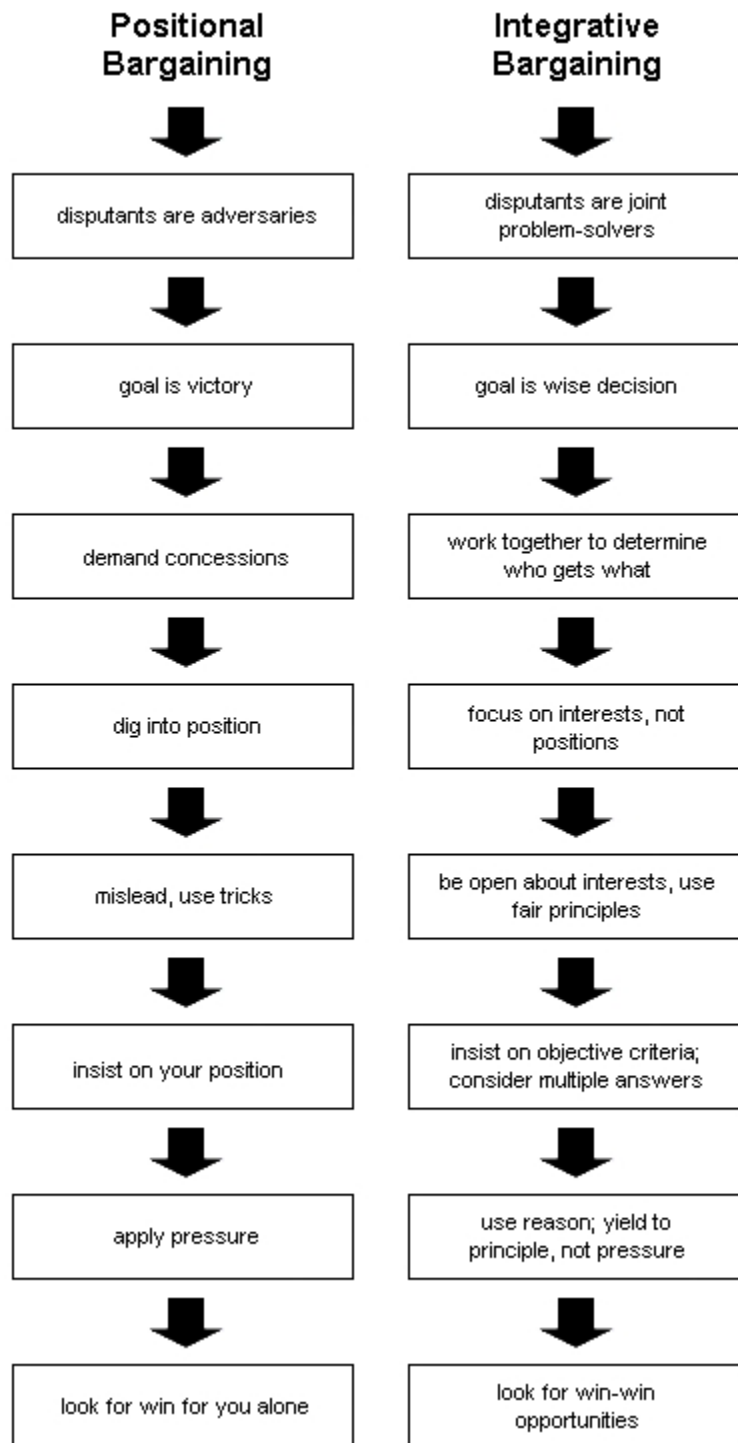 Positional
Bargaining
Integrative
Bargaining
disputants are adversaries
disputants are joint
problem-solvers
goal is victory
goal is wise decision
demand concessions
work together to determine
who gets what
dig into position
focus on interests, not
positions
mislead, use tricks
be open about interests, use
fair principles
insist on your position
insist on objective criteria;
consider multiple answers
apply pressure
use reason; yield to
principle, not pressure
look for win for you alone
look for win-win
opportunities